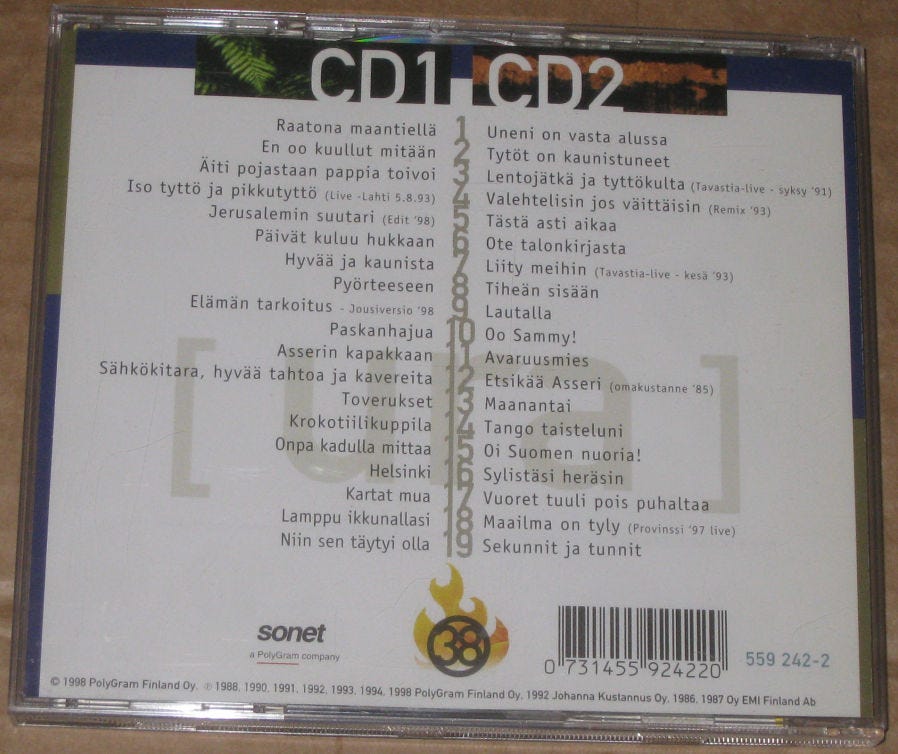 CD1 CD2
Raatona maantiellä 1 Uneni on vasta alussa
En oo kuullut mitään 2 Tytöt on kaunistuneet
Äiti pojastaan pappia toivoi 3 Lentojätkä ja tyttökulta (Tavastia-live - syksy '91)
Iso tyttö ja pikkutyttö (Live -Lahti 5.8.93) 4 Valehtelisin jos väittäisin (Remix '93)
Jerusalemin suutari (Edit '98) 5 Tästä asti aikaa
Päivät kuluu hukkaan 6 Ote talonkirjasta
Hyvää ja kaunista 7 Liity meihin (Tavastia-live - kesä '93)
Pyörteeseen 8 Tiheän sisään
Elämän tarkoitus - Jousiversio '98 9 Lautalla
Paskanhajua 10 Oo Sammy!
Asserin kapakkaan 11 Avaruusmies
Sähkökitara, hyvää tahtoa ja kavereita 12 Etsikää Asseri (omakustanne '85)
Toverukset 13 Maanantai
Krokotiilikuppila 14 Tango taisteluni
Onpa kadulla mittaa 15 Oi Suomen nuoria!
Helsinki 16 Sylistäsi heräsin
Kartat mua 17 Vuoret tuuli pois puhaltaa
Lamppu ikkunallasi 18 Maailma on tyly (Provinssi '97 live)
Niin sen täytyi olla 19 Sekunnit ja tunnit
[ura]
sonet
a PolyGram company
38
0 731455 924220
559 242-2
© 1998 PolyGram Finland Oy. ℗ 1988, 1990, 1991, 1992, 1993, 1994, 1998 PolyGram Finland Oy, 1992 Johanna Kustannus Oy, 1986, 1987 Oy EMI Finland Ab